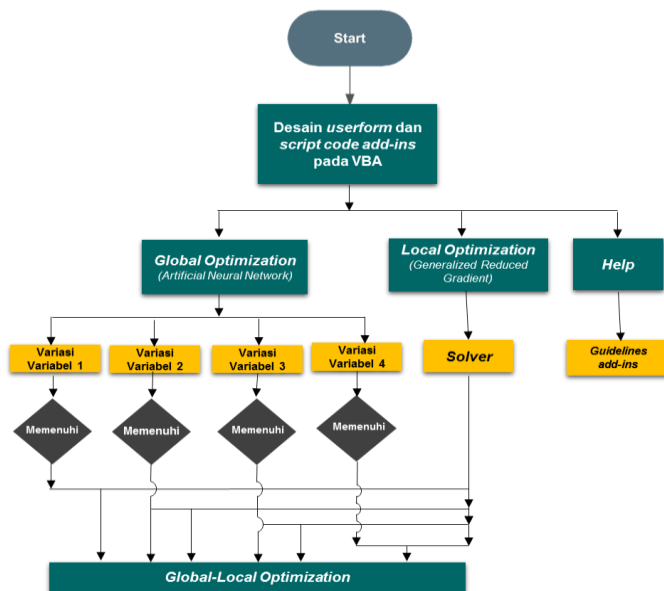 Start
Desain userform dan
script code add-ins
pada VBA
Global Optimization
(Artificial Neural Network)
Local Optimization
(Generalized Reduced
Gradient)
Help
Variasi
Variabel 1
Variasi
Variabel 2
Variasi
Variabel 3
Variasi
Variabel 4
Solver
Guidelines
add-ins
Memenuhi
Memenuhi
Memenuhi
Memenuhi
Global-Local Optimization